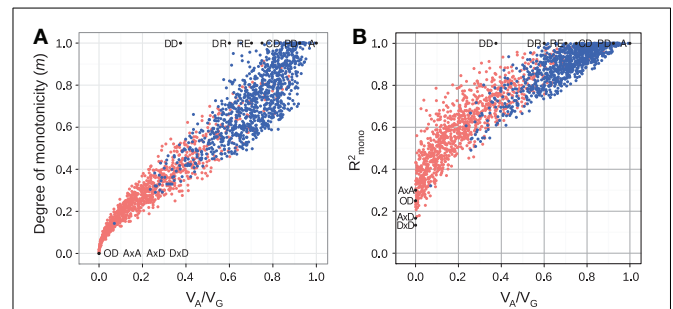 A
B
DD DR RE CD PD A
DD DR RE CD PD A
Degree of monotonicity (m)
1.0
0.8
0.6
0.4
0.2
0.0
OD AxA AxD DxD
0.0 0.2 0.4 0.6 0.8 1.0
VA/VG
R2mono
1.0
0.8
0.6
0.4
0.2
0.0
AxA
OD
AxD
DxD
0.0 0.2 0.4 0.6 0.8 1.0
VA/VG